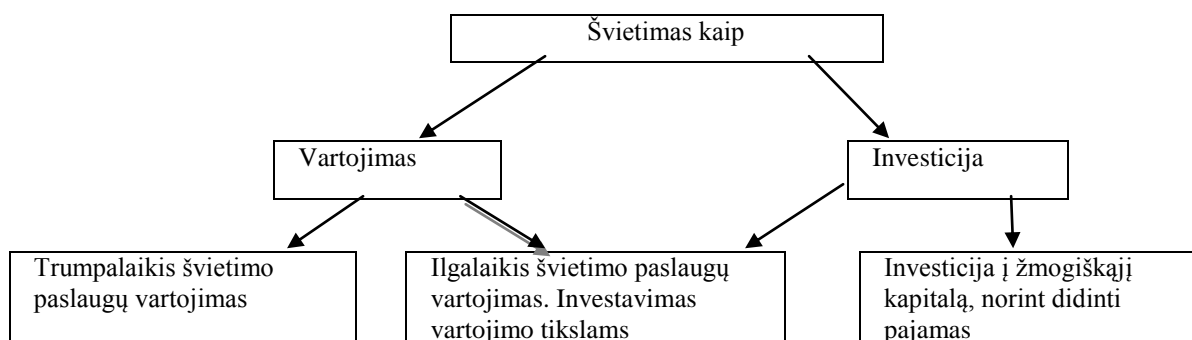 Švietimas kaip
Vartojimas
Investicija
Trumpalaikis švietimo
paslaugų vartojimas
Ilgalaikis švietimo paslaugų
vartojimas. Investavimas
vartojimo tikslams
Investicija į žmogiškąjį
kapitalą, norint didinti
pajamas